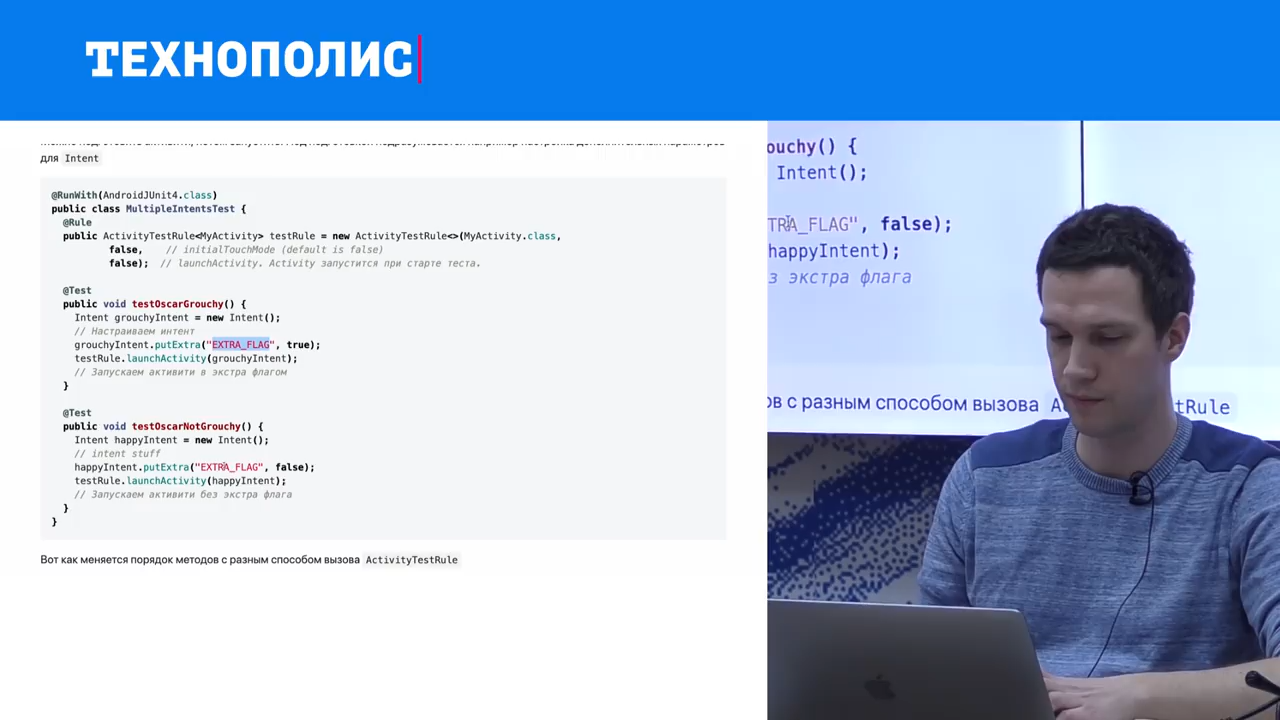 ТЕХНОПОЛИС
для Intent
@RunWith(AndroidJUnit4.class)
public class MultipleIntentsTest {
@Rule
public ActivityTestRule<MyActivity> testRule = new ActivityTestRule<>(MyActivity.class,
false, // initialTouchMode (default is false)
false); // launchActivity. Activity запустится при старте теста.
@Test
public void testOscarGrouchy() {
Intent grouchyIntent = new Intent();
// Настраиваем интент
grouchyIntent.putExtra("EXTRA_FLAG", true);
testRule.launchActivity(grouchyIntent);
// Запускаем активити в экстра флагом
}
@Test
public void testOscarNotGrouchy() {
Intent happyIntent = new Intent();
// intent stuff
happyIntent.putExtra("EXTRA_FLAG", false);
testRule.launchActivity(happyIntent);
// Запускаем активити без экстра флага
}
}
Вот как меняется порядок методов с разным способом вызова ActivityTestRule
ouchy() {
Intent();
TRA_FLAG", false);
happyIntent);
з экстра флага
ов с разным способом вызова A tRule